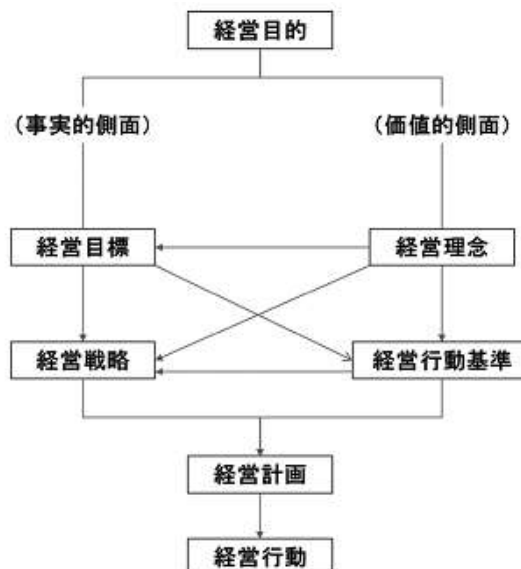 経営目的
（事実的側面）
（価値的側面）
経営目標
経営理念
経営戦略
経営行動基準
経営計画
経営行動